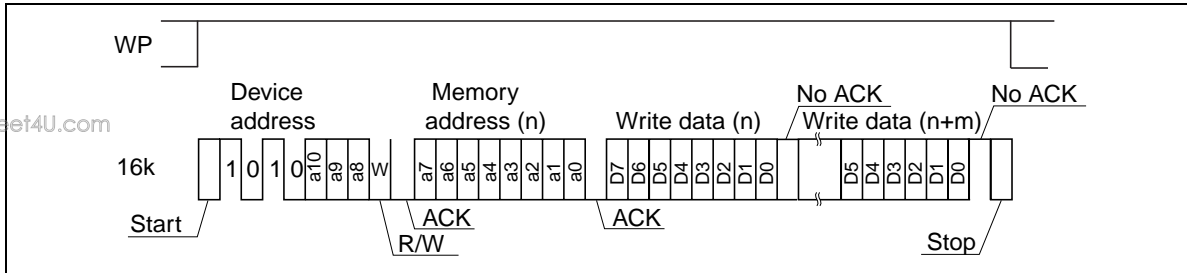 WP
Device address
Memory address (n)
Write data (n)
No ACK
Write data (n+m)
No ACK
eet4U.com
16k
1 0 1 0 a10 a9 a8 W a7 a6 a5 a4 a3 a2 a1 a0 D7 D6 D5 D4 D3 D2 D1 D0 D5 D4 D3 D2 D1 D0
Start
R/W
ACK
ACK
Stop